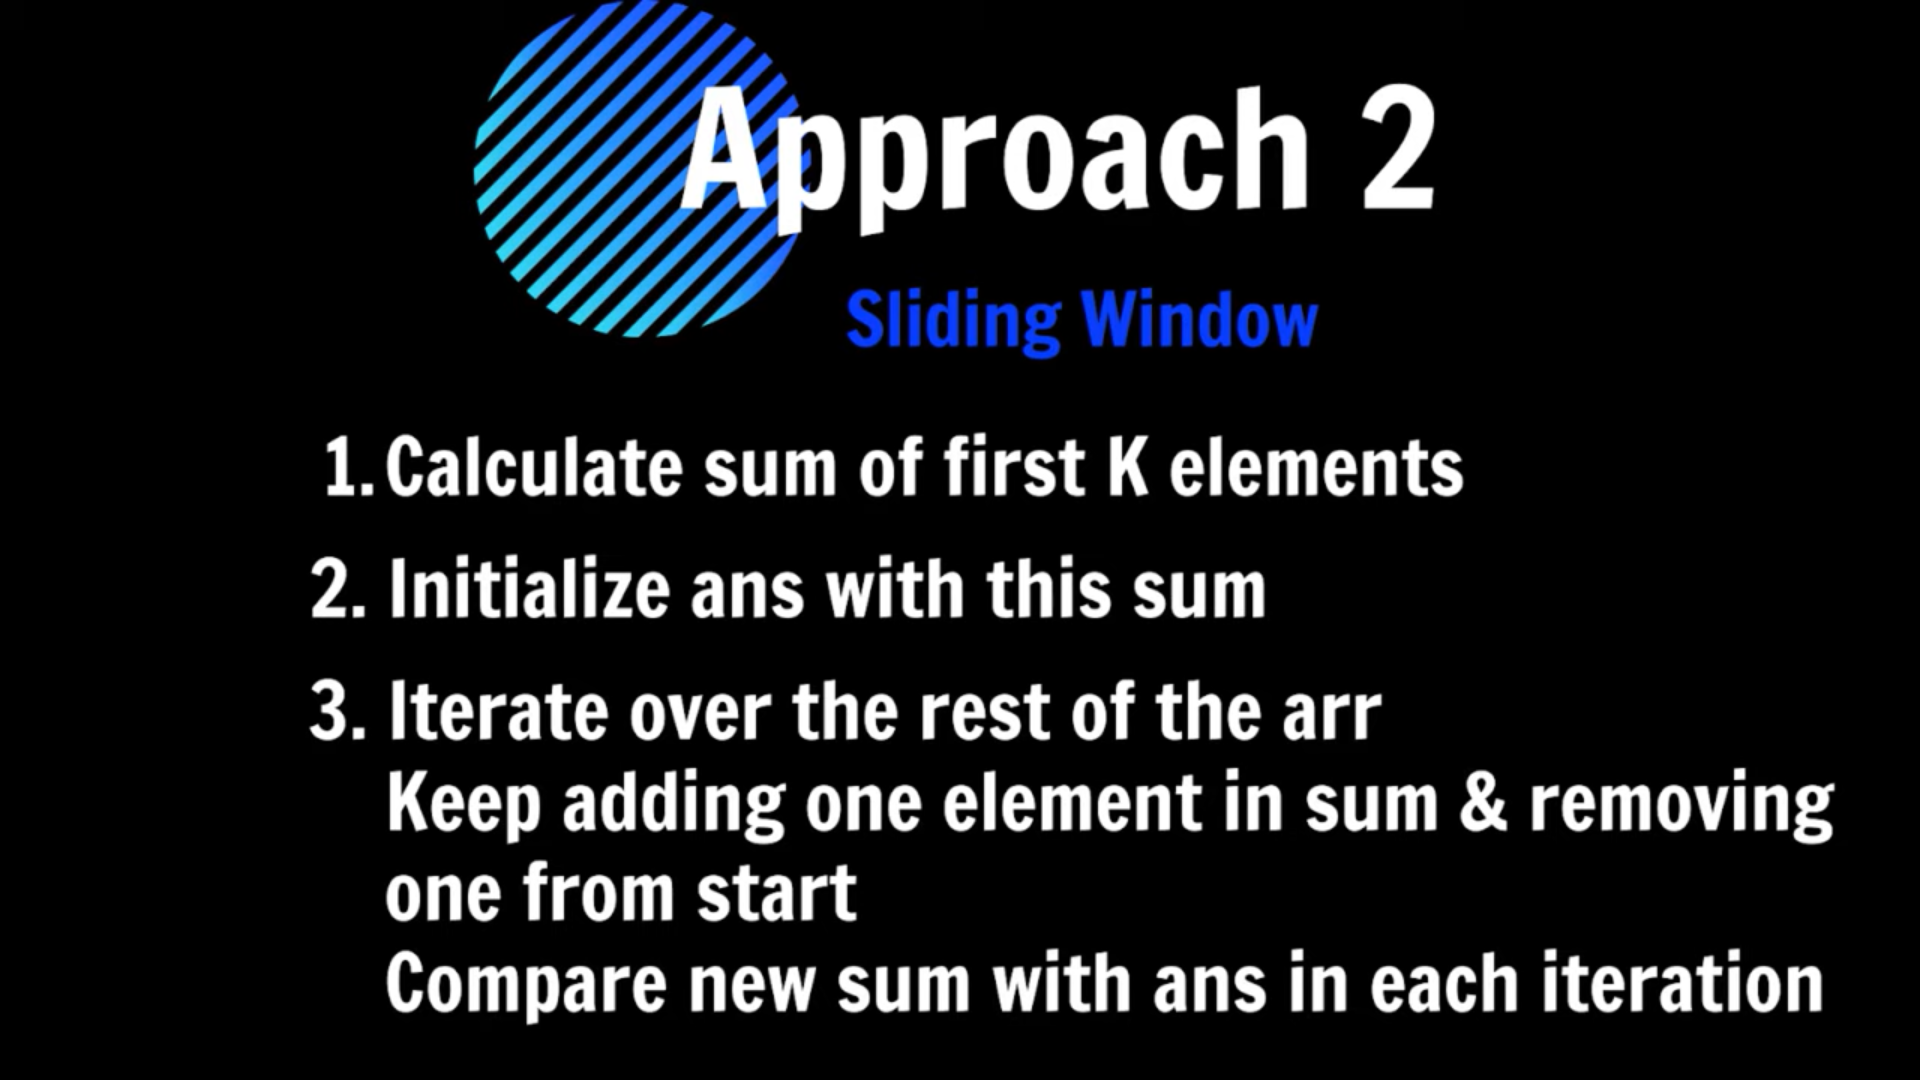 Approach 2
Sliding Window
1. Calculate sum of first K elements
2. Initialize ans with this sum
3. Iterate over the rest of the arr
Keep adding one element in sum & removing
one from start
Compare new sum with ans in each iteration